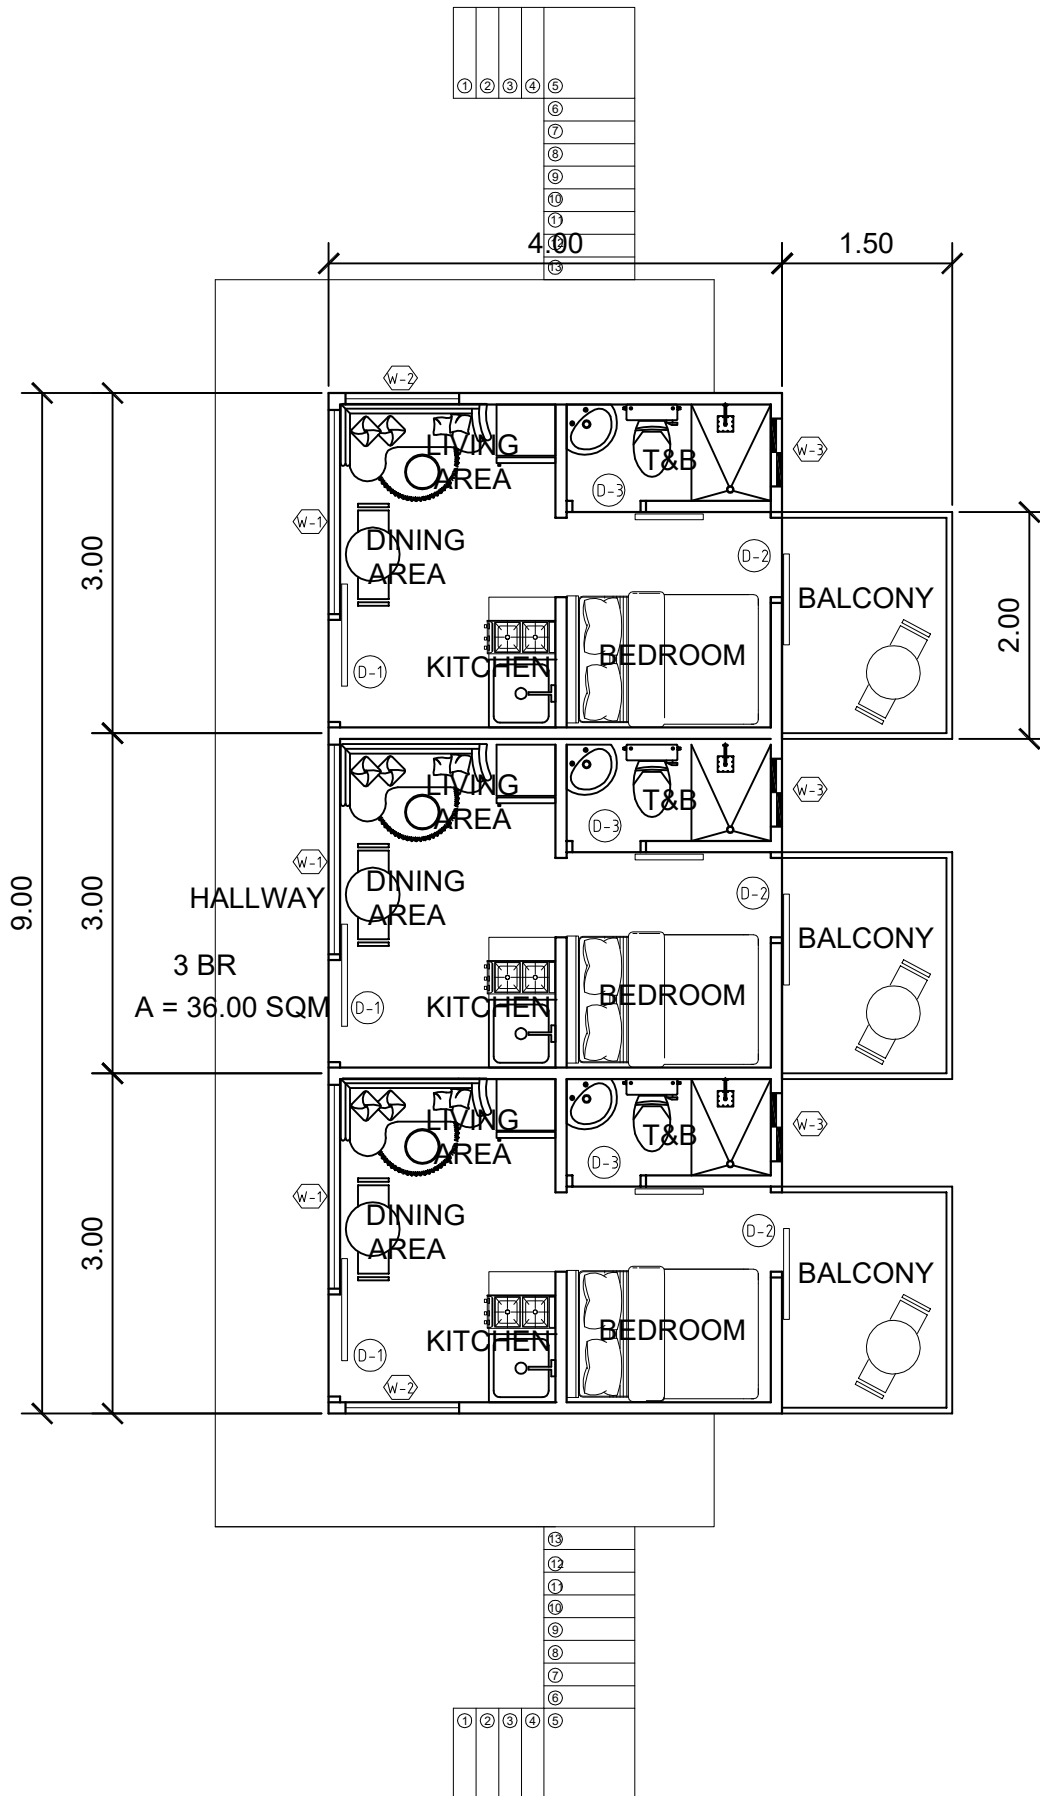 1 2 3 4 5
6
7
8
9
10
11
12
13
4.00
1.50
W-2
LIVING
AREA
T&B
W-3
D-3
W-1
DINING
AREA
D-2
3.00
BALCONY
2.00
KITCHEN
BEDROOM
D-1
LIVING
AREA
T&B
W-3
D-3
W-1
DINING
AREA
D-2
HALLWAY
9.00
3.00
BALCONY
3 BR
A = 36.00 SQM
KITCHEN
BEDROOM
D-1
LIVING
AREA
T&B
W-3
D-3
W-1
DINING
AREA
D-2
3.00
BALCONY
KITCHEN
BEDROOM
D-1
W-2
13
12
11
10
9
8
7
6
1 2 3 4 5